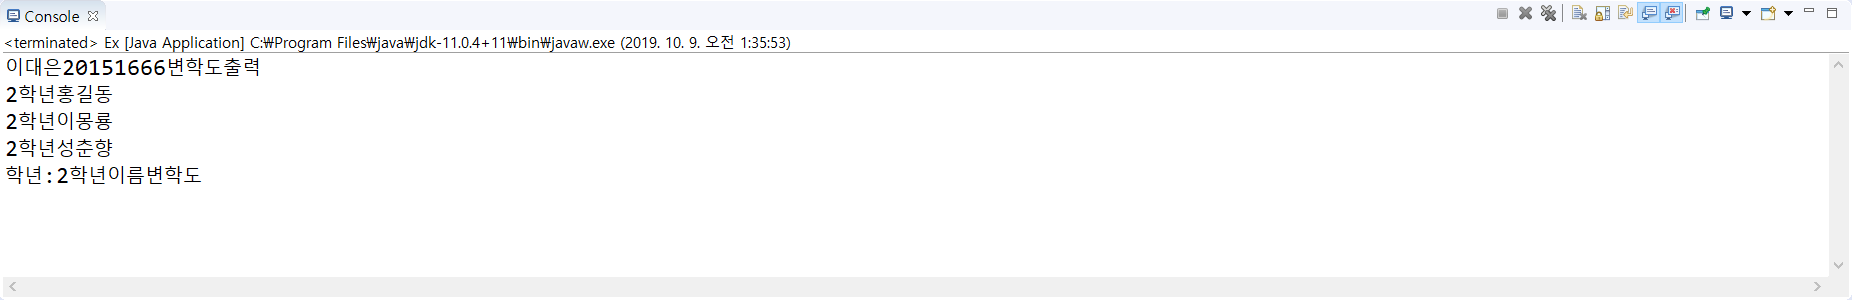 Console
<terminated> Ex [Java Application] C:₩Program Files₩java₩jdk-11.0.4+11₩bin₩javaw.exe (2019. 10. 9. 오전 1:35:53)
이대은20151666변학도출력
2학년홍길동
2학년이몽룡
2학년성춘향
학년:2학년이름변학도